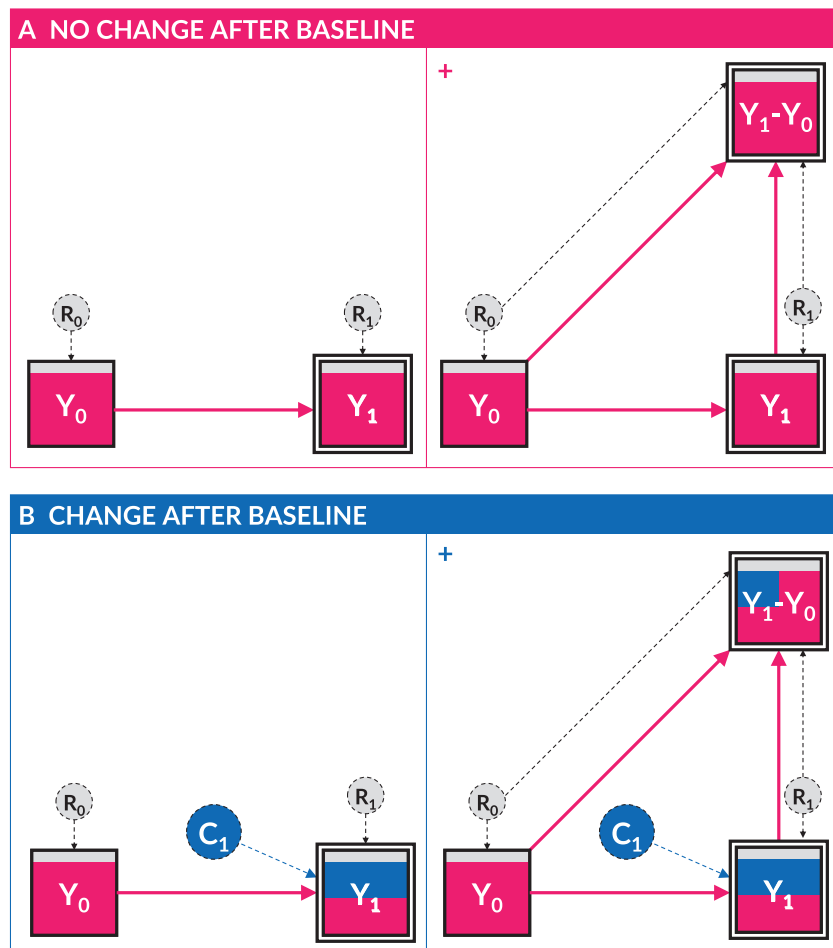 A NO CHANGE AFTER BASELINE
+
Y₁-Y₀
R₀
R₁
R₀
R₁
Y₀
Y₁
Y₀
Y₁
B CHANGE AFTER BASELINE
+
Y₁-Y₀
R₀
C₁
R₁
R₀
C₁
R₁
Y₀
Y₁
Y₀
Y₁